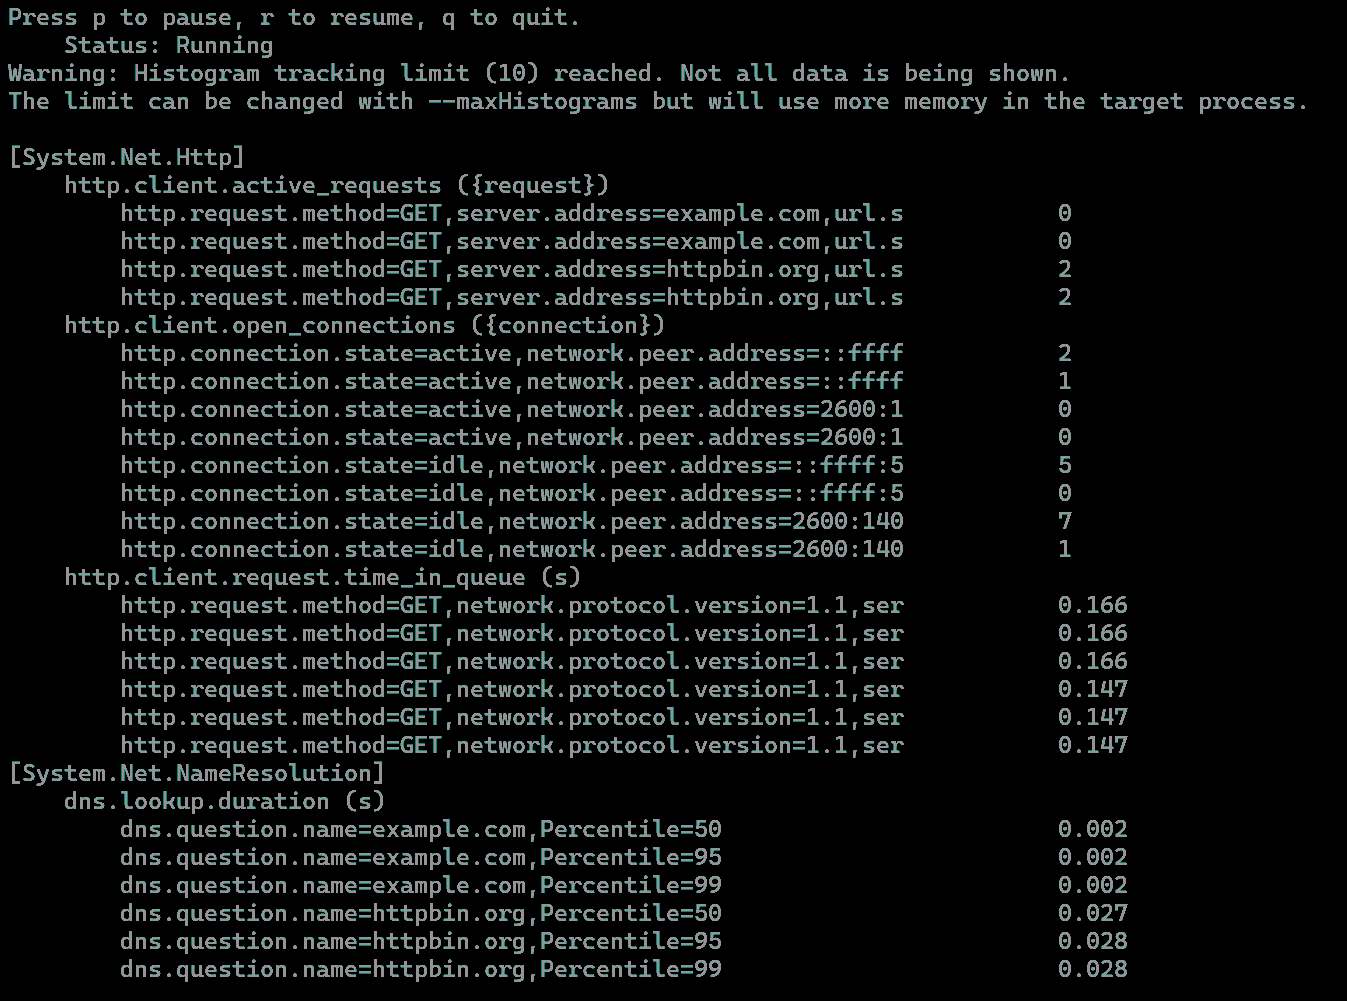 Press p to pause, r to resume, q to quit.
    Status: Running
Warning: Histogram tracking limit (10) reached. Not all data is being shown.
The limit can be changed with --maxHistograms but will use more memory in the target process.

[System.Net.Http]
    http.client.active_requests ({request})
        http.request.method=GET,server.address=example.com,url.s           0
        http.request.method=GET,server.address=example.com,url.s           0
        http.request.method=GET,server.address=httpbin.org,url.s           2
        http.request.method=GET,server.address=httpbin.org,url.s           2
    http.client.open_connections ({connection})
        http.connection.state=active,network.peer.address=::ffff           2
        http.connection.state=active,network.peer.address=::ffff           1
        http.connection.state=active,network.peer.address=2600:1           0
        http.connection.state=active,network.peer.address=2600:1           0
        http.connection.state=idle,network.peer.address=::ffff:5           5
        http.connection.state=idle,network.peer.address=::ffff:5           0
        http.connection.state=idle,network.peer.address=2600:140           7
        http.connection.state=idle,network.peer.address=2600:140           1
    http.client.request.time_in_queue (s)
        http.request.method=GET,network.protocol.version=1.1,ser           0.166
        http.request.method=GET,network.protocol.version=1.1,ser           0.166
        http.request.method=GET,network.protocol.version=1.1,ser           0.166
        http.request.method=GET,network.protocol.version=1.1,ser           0.147
        http.request.method=GET,network.protocol.version=1.1,ser           0.147
        http.request.method=GET,network.protocol.version=1.1,ser           0.147
[System.Net.NameResolution]
    dns.lookup.duration (s)
        dns.question.name=example.com,Percentile=50                        0.002
        dns.question.name=example.com,Percentile=95                        0.002
        dns.question.name=example.com,Percentile=99                        0.002
        dns.question.name=httpbin.org,Percentile=50                        0.027
        dns.question.name=httpbin.org,Percentile=95                        0.028
        dns.question.name=httpbin.org,Percentile=99                        0.028